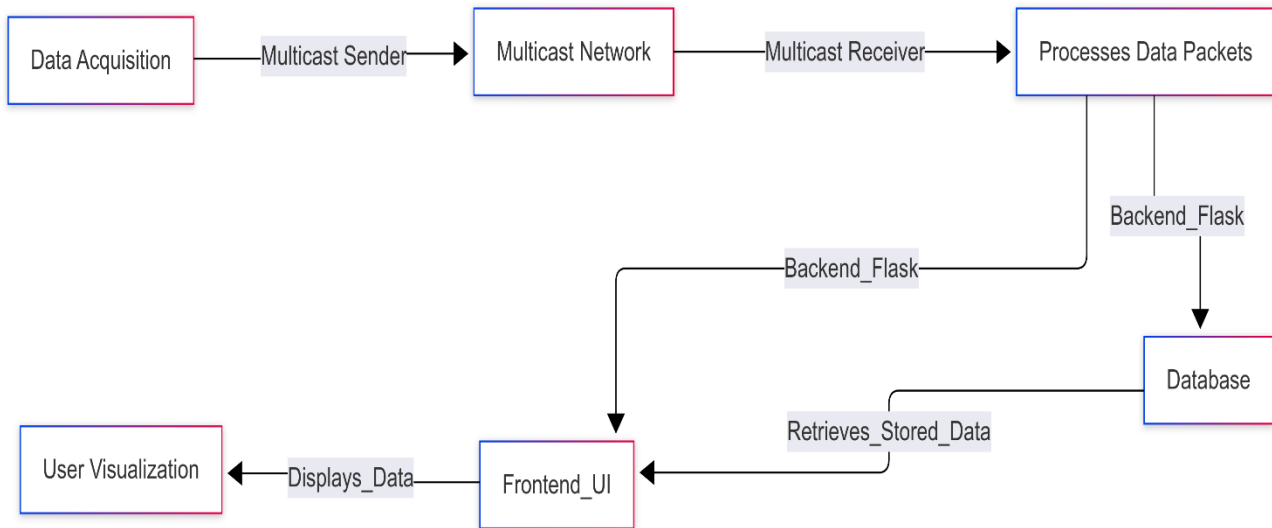 Data Acquisition
Multicast Sender
Multicast Network
Multicast Receiver
Processes Data Packets
Backend_Flask
Backend_Flask
Database
Retrieves_Stored_Data
User Visualization
Displays_Data
Frontend_UI